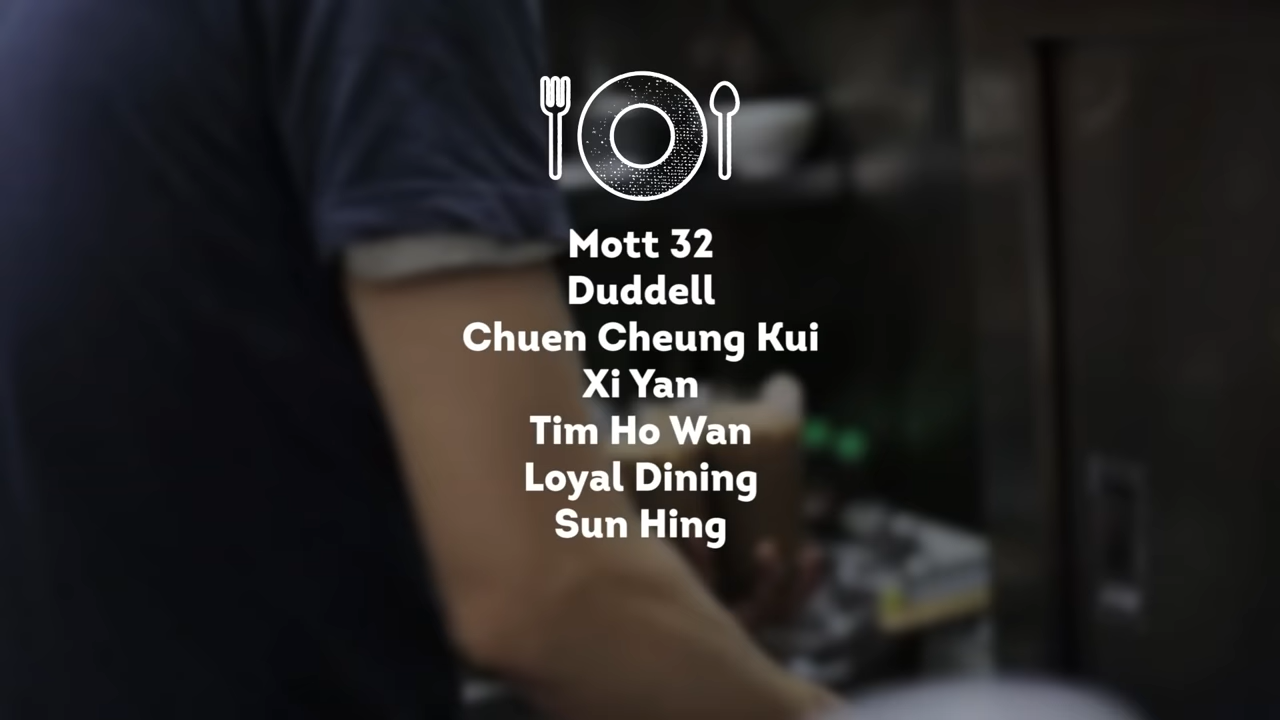 Mott 32
Duddell
Chuen Cheung Kui
Xi Yan
Tim Ho Wan
Loyal Dining
Sun Hing